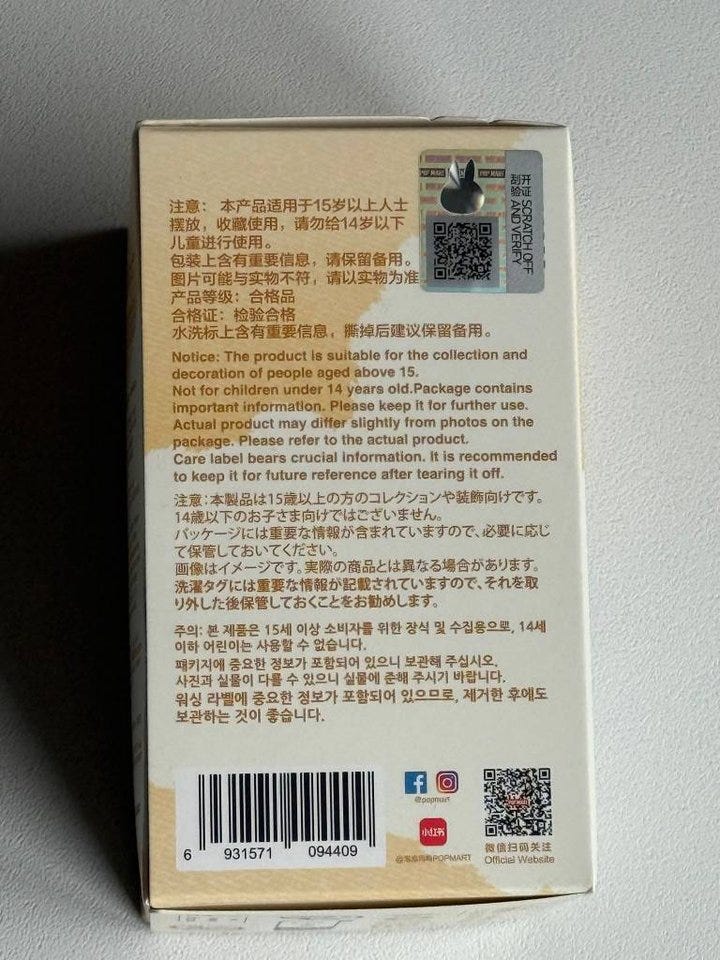 注意： 本产品适用于15岁以上人士
摆放，收藏使用，请勿给14岁以下
儿童进行使用。
包装上含有重要信息，请保留备用。
图片可能与实物不符，请以实物为准
产品等级：合格品
合格证：检验合格
水洗标上含有重要信息，撕掉后建议保留备用。
POP MART
POP MART
开证 SCRATCH OFF
刮验 AND VERIFY
Notice: The product is suitable for the collection and
decoration of people aged above 15.
Not for children under 14 years old.Package contains
important information. Please keep it for further use.
Actual product may differ slightly from photos on the
package. Please refer to the actual product.
Care label bears crucial information. It is recommended
to keep it for future reference after tearing it off.
注意：本製品は15歳以上の方のコレクションや装飾向けです。
14歳以下のお子さま向けではございません。
パッケージには重要な情報が含まれていますので、必要に応じ
て保管しておいてください。
画像はイメージです。実際の商品とは異なる場合があります。
洗濯タグには重要な情報が記載されていますので、それを取
り外した後保管しておくことをお勧めします。
주의: 본 제품은 15세 이상 소비자를 위한 장식 및 수집용으로, 14세
이하 어린이는 사용할 수 없습니다.
패키지에 중요한 정보가 포함되어 있으니 보관해 주십시오.
사진과 실물이 다를 수 있으니 실물에 준해 주시기 바랍니다.
워싱 라벨에 중요한 정보가 포함되어 있으므로, 제거한 후에도
보관하는 것이 좋습니다.
6 931571 094409
@popmart
小红书
@泡泡玛特POPMART
POP MART
微信扫码关注
Official Website